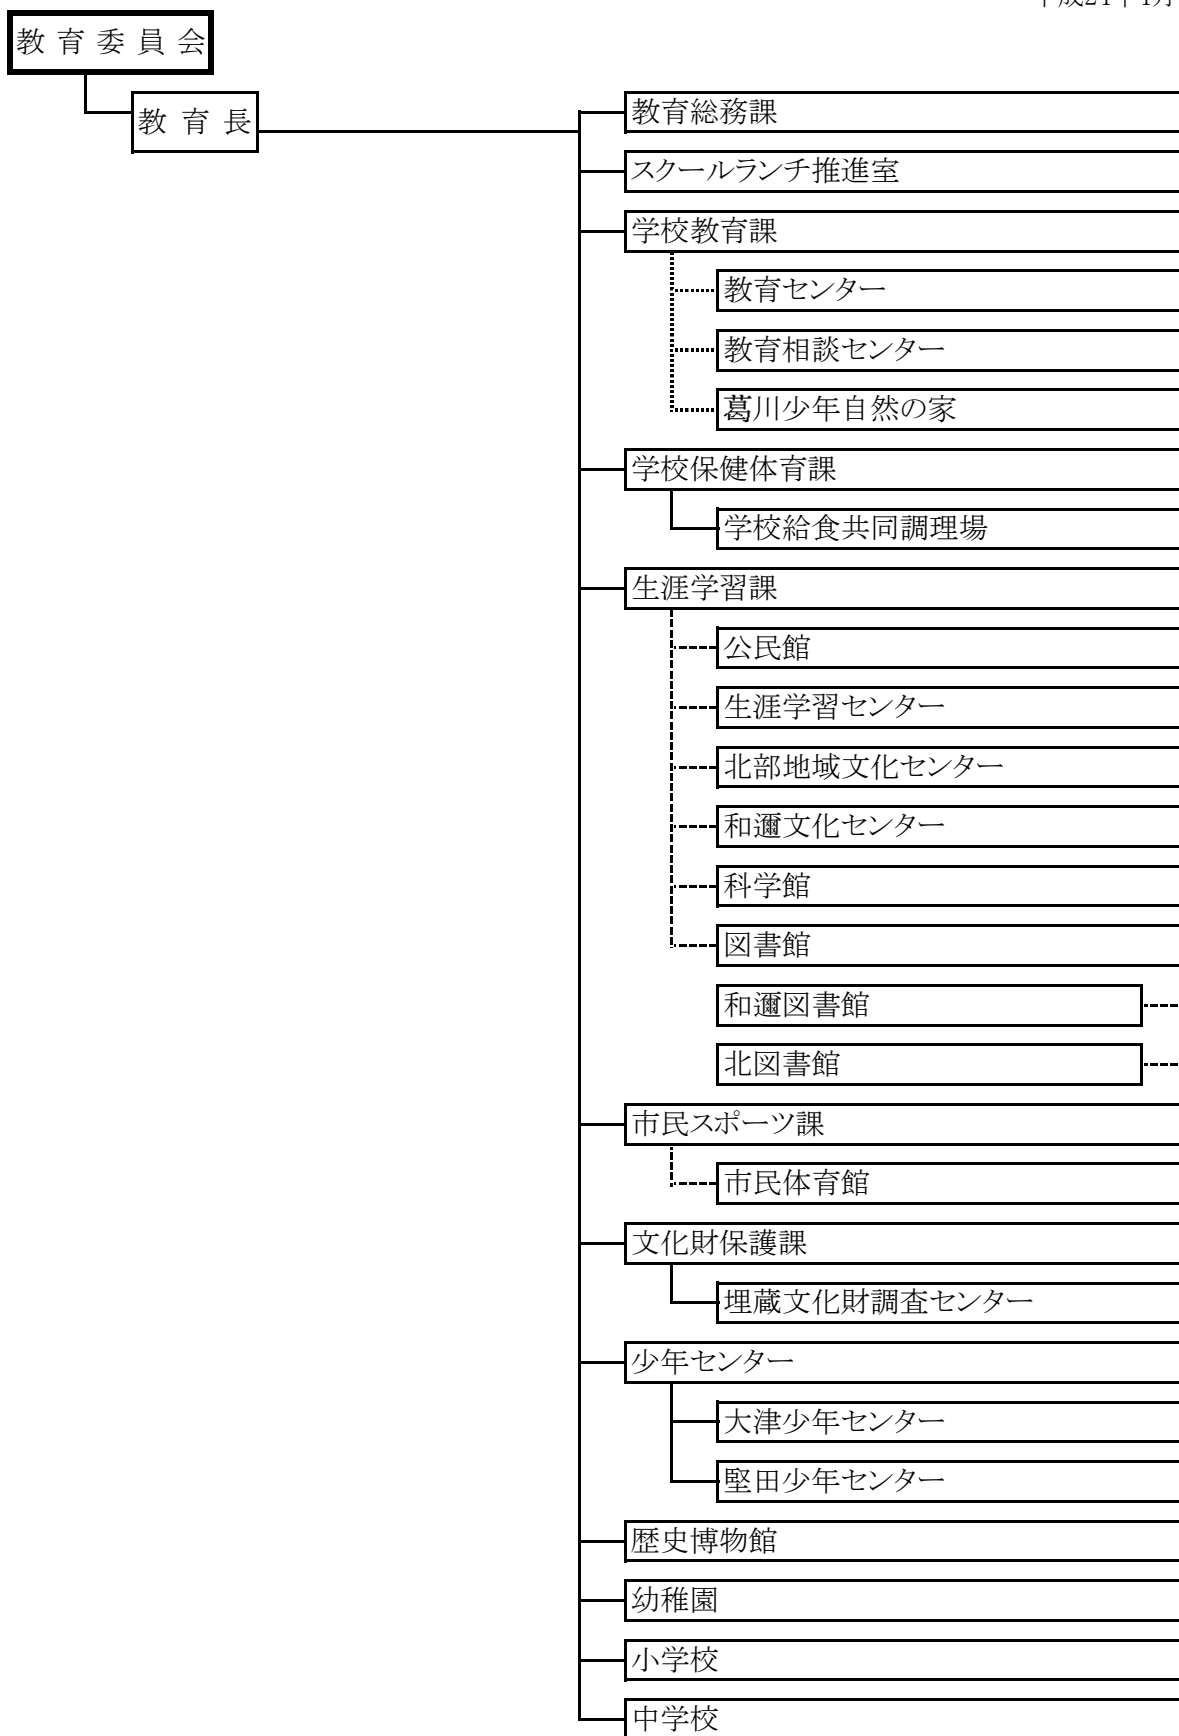 教育委員会
教育長
教育総務課
スクールランチ推進室
学校教育課
教育センター
教育相談センター
葛川少年自然の家
学校保健体育課
学校給食共同調理場
生涯学習課
公民館
生涯学習センター
北部地域文化センター
和邇文化センター
科学館
図書館
和邇図書館
北図書館
市民スポーツ課
市民体育館
文化財保護課
埋蔵文化財調査センター
少年センター
大津少年センター
堅田少年センター
歴史博物館
幼稚園
小学校
中学校